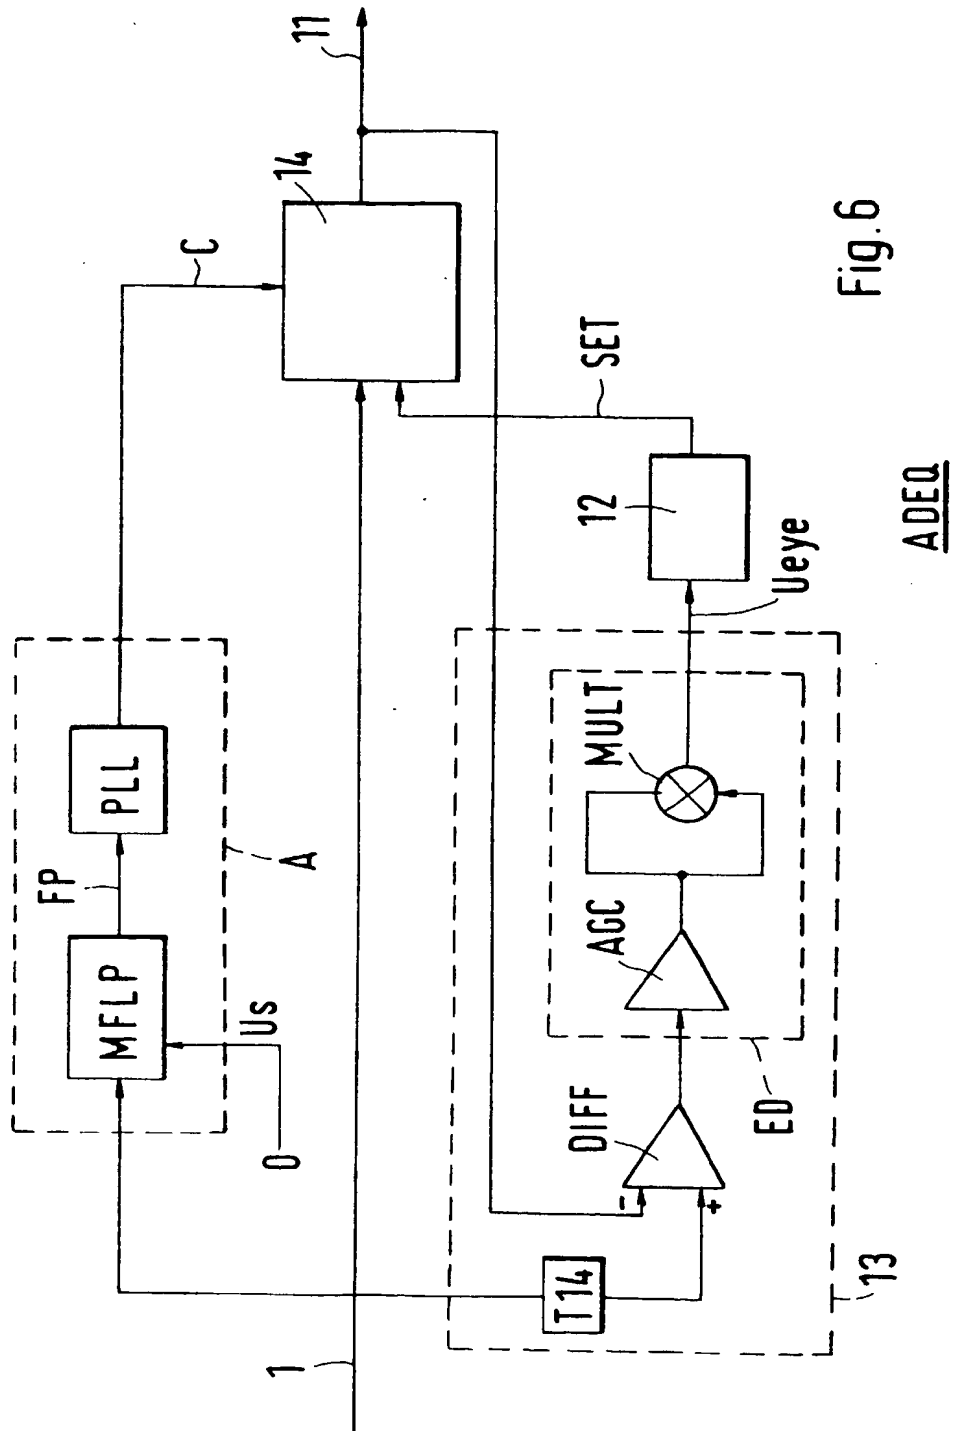 11
14
C
PLL
FP
A
MFLP
Us
0
1
SET
12
Ueye
MULT
AGC
ED
DIFF
-
+
T14
13
ADEQ
Fig.6